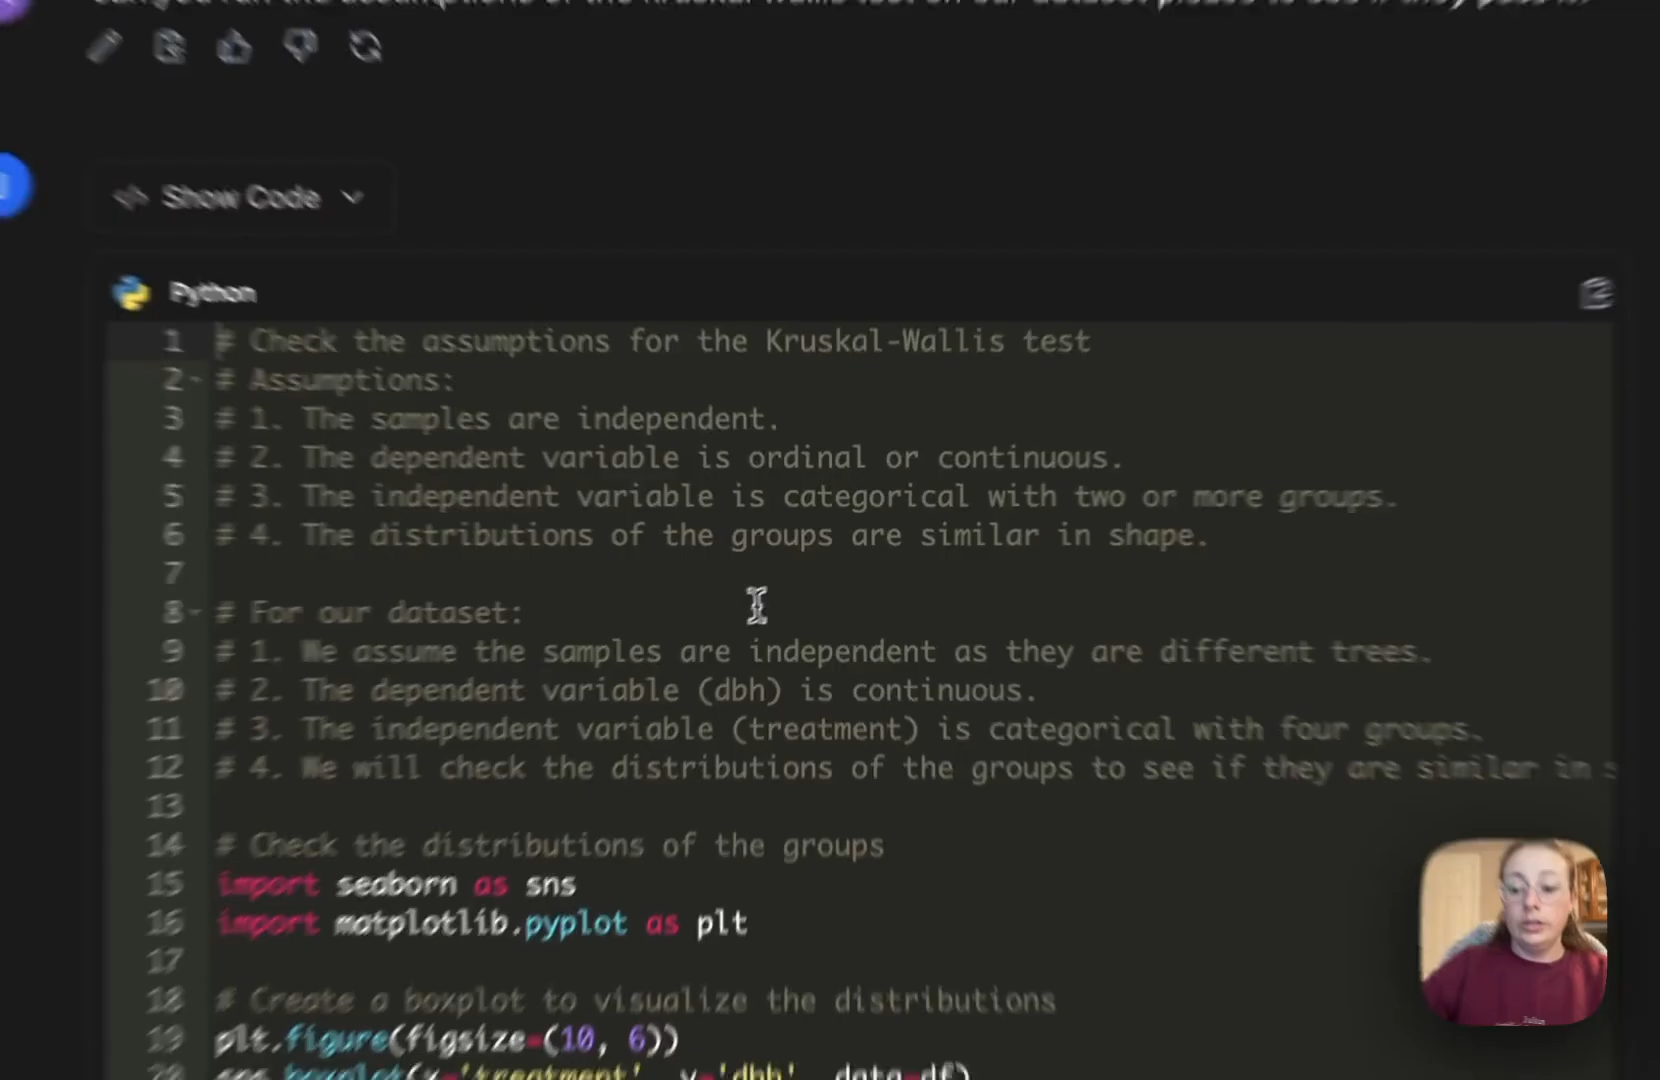 Show Code
Python
1 # Check the assumptions for the Kruskal-Wallis test
2 # Assumptions:
3 # 1. The samples are independent.
4 # 2. The dependent variable is ordinal or continuous.
5 # 3. The independent variable is categorical with two or more groups.
6 # 4. The distributions of the groups are similar in shape.
7
8 # For our dataset:
9 # 1. We assume the samples are independent as they are different trees.
10 # 2. The dependent variable (dbh) is continuous.
11 # 3. The independent variable (treatment) is categorical with four groups.
12 # 4. We will check the distributions of the groups to see if they are similar in
13
14 # Check the distributions of the groups
15 import seaborn as sns
16 import matplotlib.pyplot as plt
17
18 # Create a boxplot to visualize the distributions
19 plt.figure(figsize=(10, 6))
20 sns.boxplot(x='treatment', y='dbh', data=df)